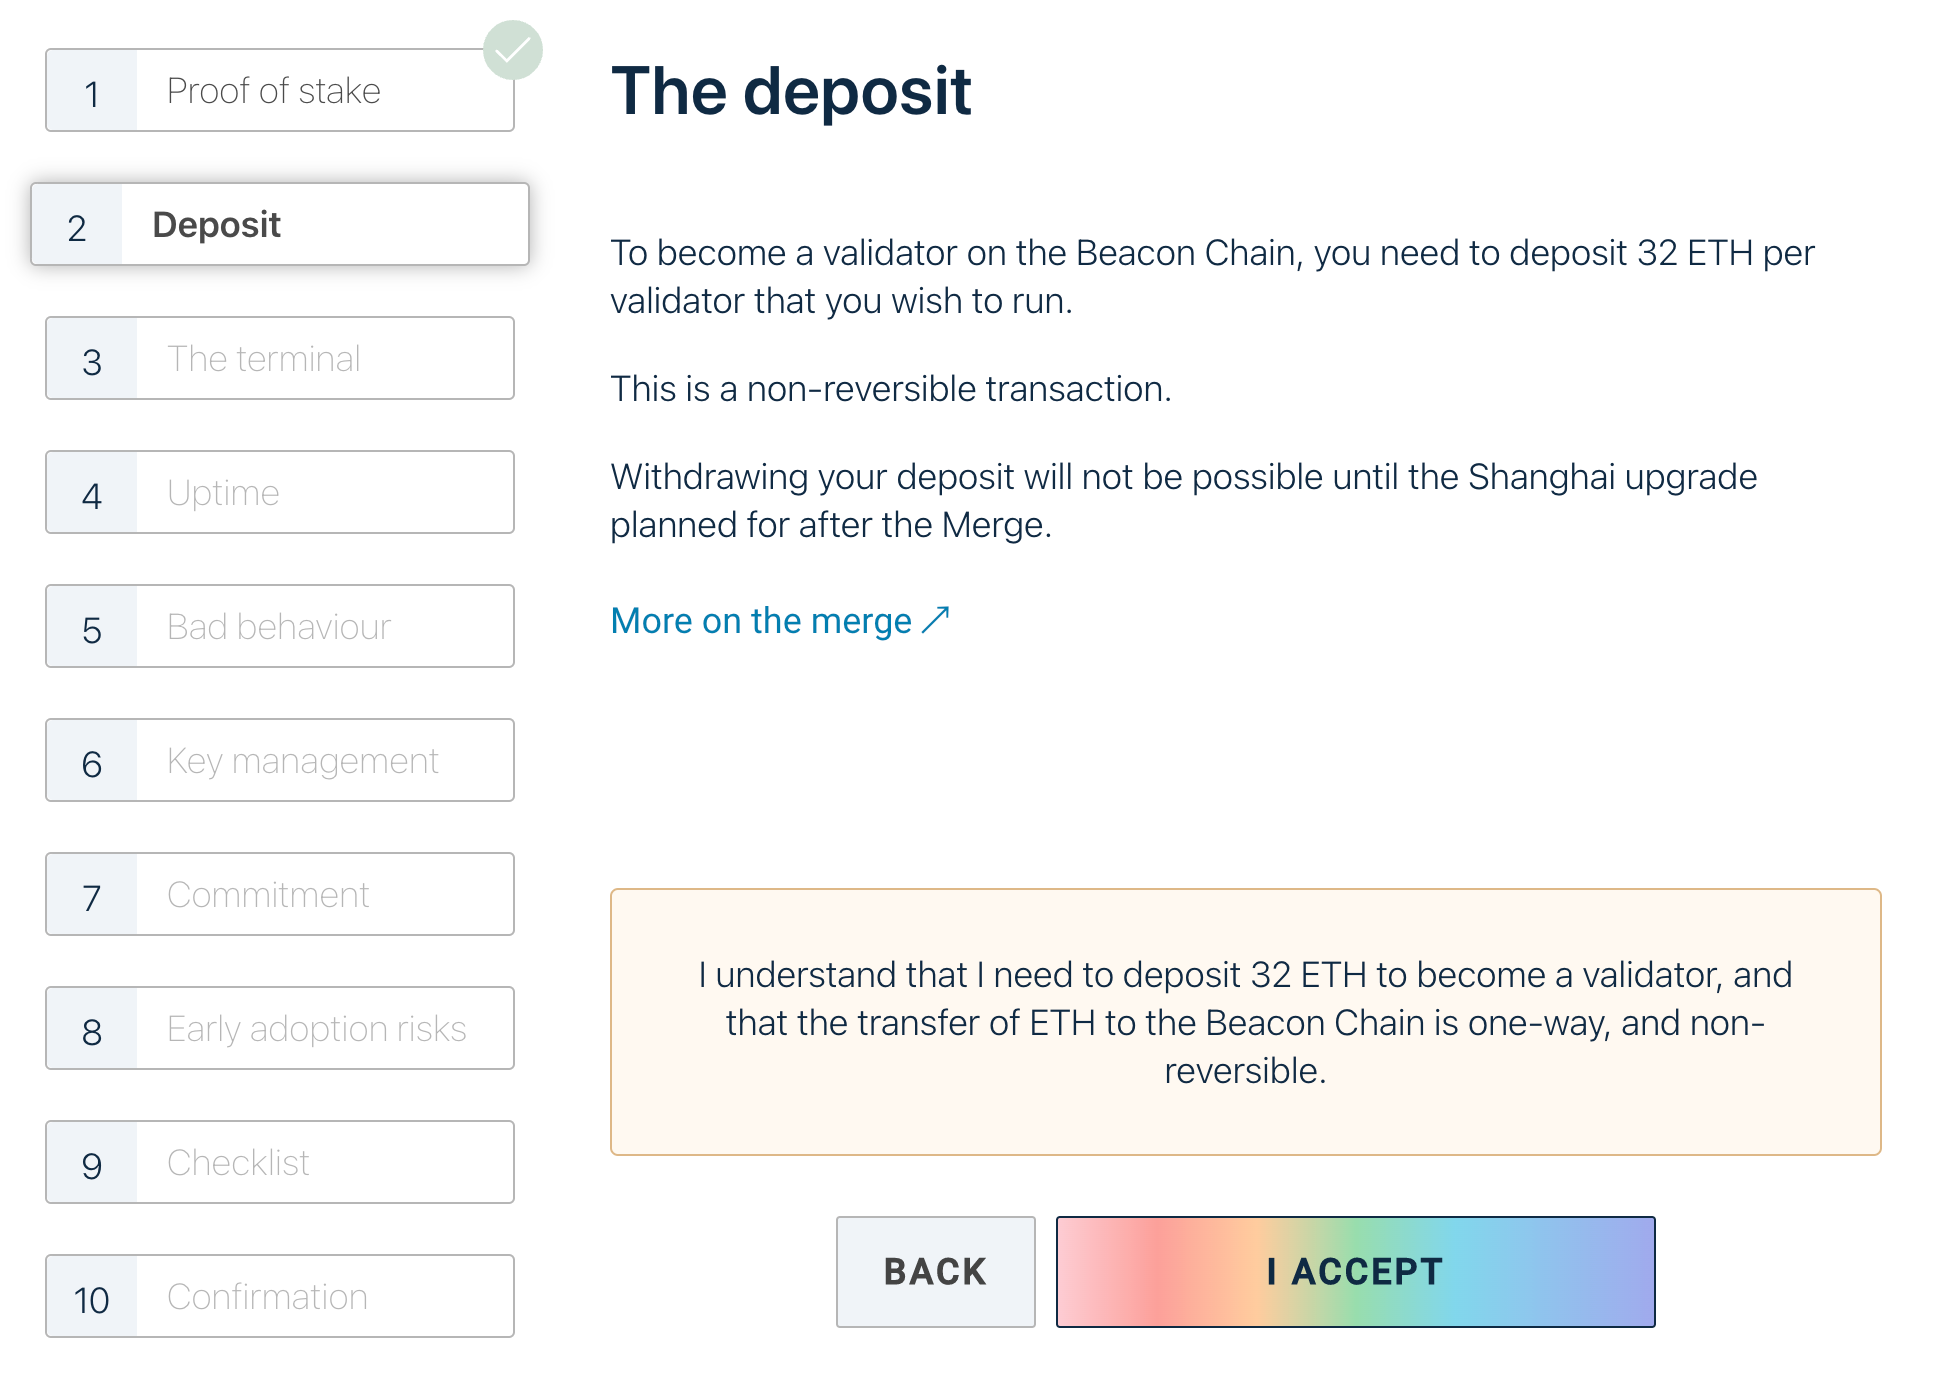 1 Proof of stake
2 Deposit
3 The terminal
4 Uptime
5 Bad behaviour
6 Key management
7 Commitment
8 Early adoption risks
9 Checklist
10 Confirmation
The deposit
To become a validator on the Beacon Chain, you need to deposit 32 ETH per
validator that you wish to run.
This is a non-reversible transaction.
Withdrawing your deposit will not be possible until the Shanghai upgrade
planned for after the Merge.
More on the merge ↗
I understand that I need to deposit 32 ETH to become a validator, and
that the transfer of ETH to the Beacon Chain is one-way, and non-
reversible.
BACK
I ACCEPT